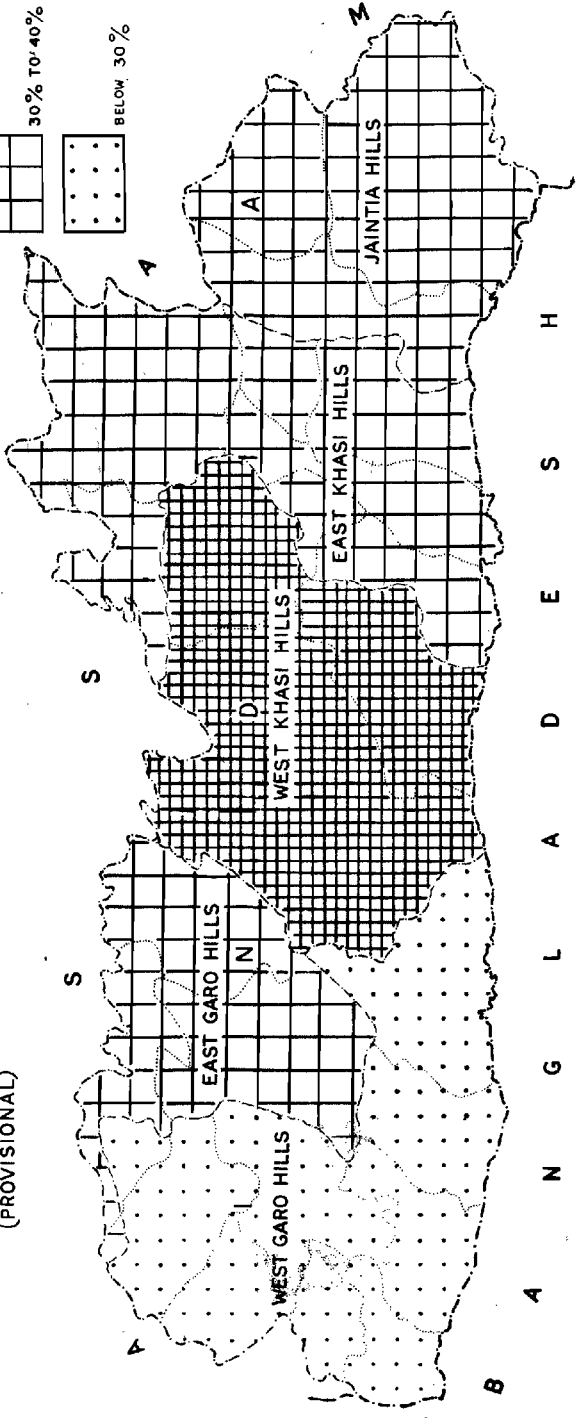 (PROVISIONAL)
30% TO 40%
BELOW 30%
A S S A M
I N D I A
WEST GARO HILLS
EAST GARO HILLS
WEST KHASI HILLS
EAST KHASI HILLS
JAINTIA HILLS
B A N G L A D E S H